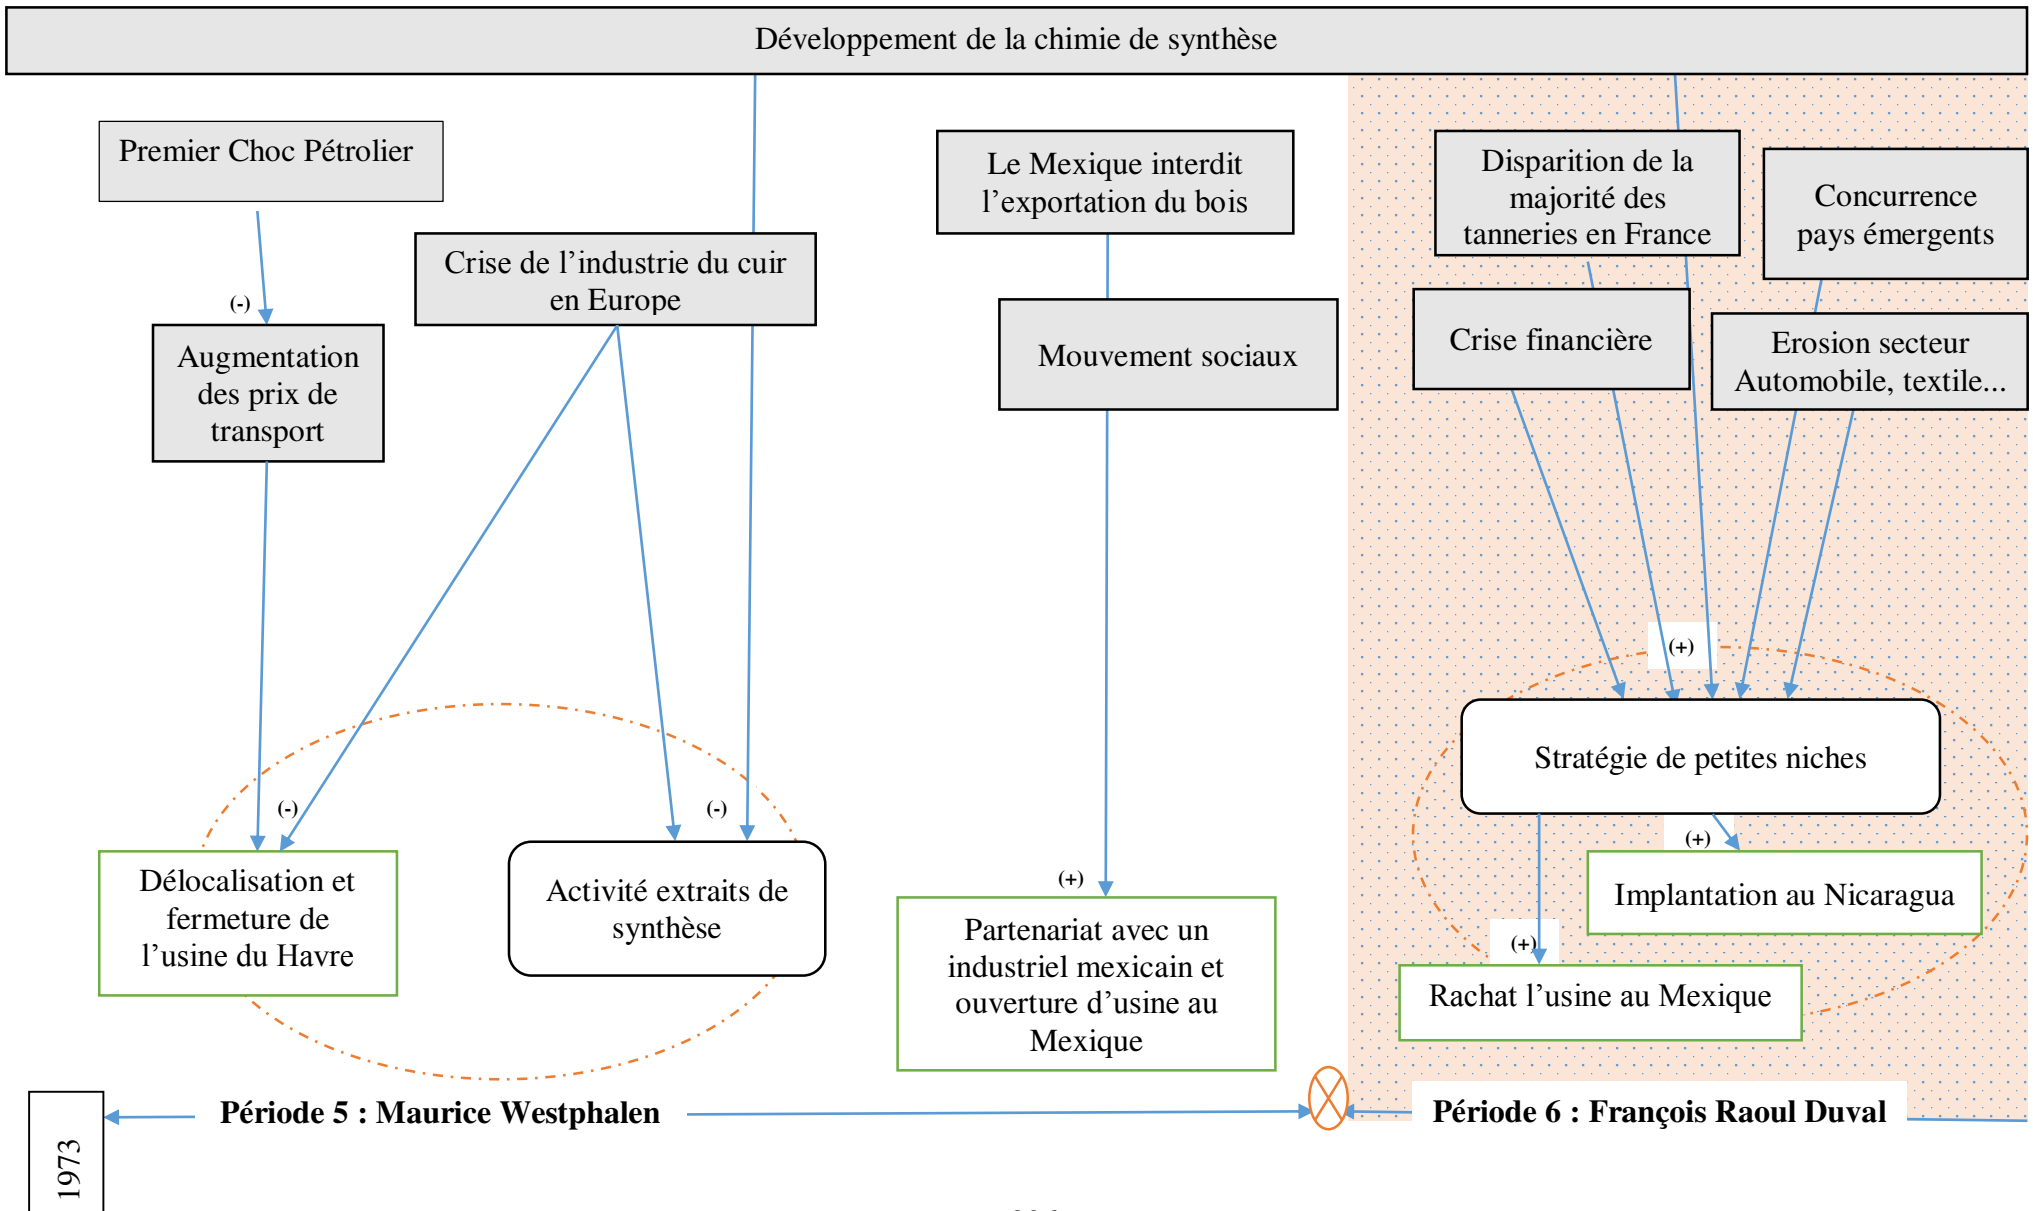 Développement de la chimie de synthèse
Premier Choc Pétrolier
Crise de l’industrie du cuir
en Europe
(-)
Augmentation
des prix de
transport
Le Mexique interdit
l’exportation du bois
Mouvement sociaux
Disparition de la
majorité des
tanneries en France
Concurrence
pays émergents
Crise financière
Erosion secteur
Automobile, textile...
(+)
Stratégie de petites niches
(-)
(-)
Délocalisation et
fermeture de
l’usine du Havre
Activité extraits de
synthèse
(+)
Partenariat avec un
industriel mexicain et
ouverture d’usine au
Mexique
(+)
Implantation au Nicaragua
(+)
Rachat l’usine au Mexique
Période 5 : Maurice Westphalen
Période 6 : François Raoul Duval
1973